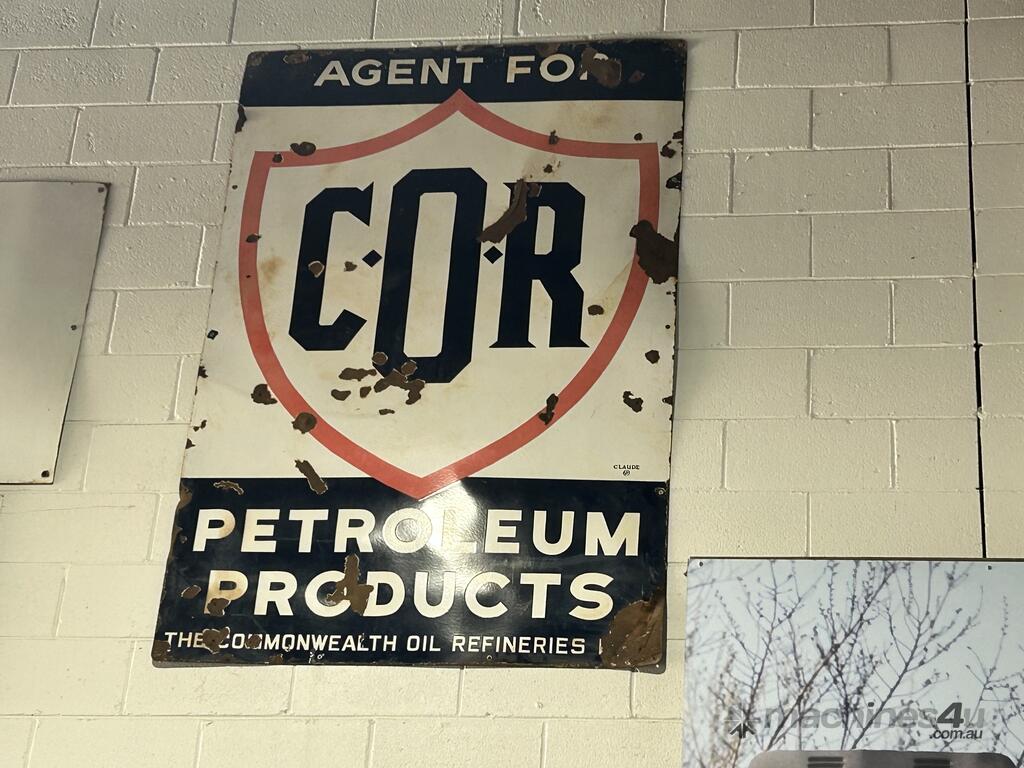 AGENT FOR
C·O·R
CLAUDE
PETROLEUM
PRODUCTS
THE COMMONWEALTH OIL REFINERIES
machines4u
.com.au